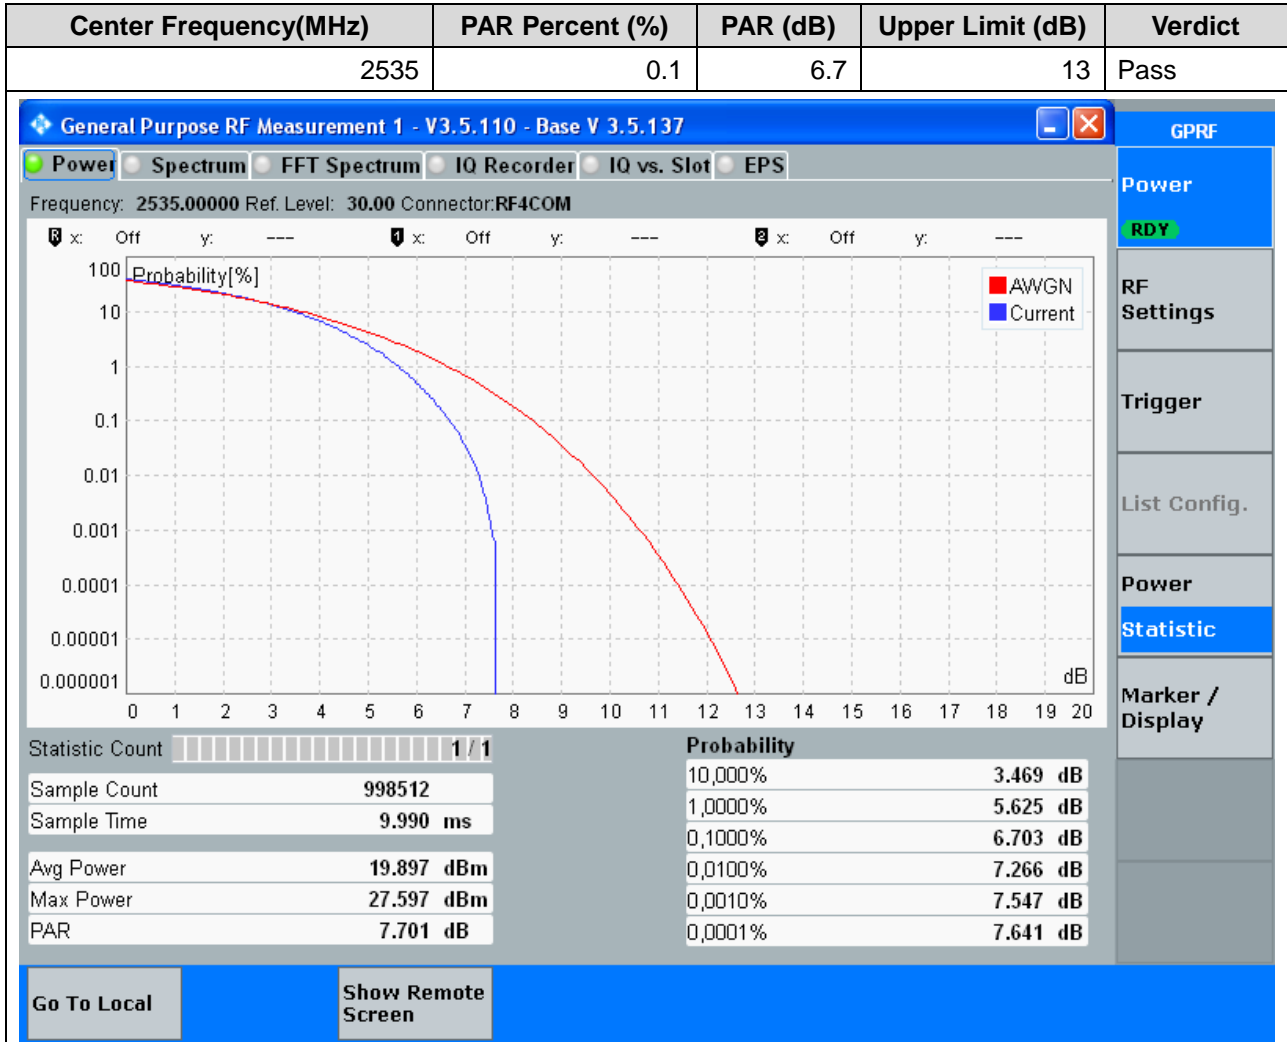 Center Frequency(MHz) PAR Percent (%) PAR (dB) Upper Limit (dB) Verdict
2535 0.1 6.7 13 Pass
General Purpose RF Measurement 1 - V3.5.110 - Base V 3.5.137
GPRF
Power Spectrum FFT Spectrum IQ Recorder IQ vs. Slot EPS
Power
RDY
Frequency: 2535.00000 Ref. Level: 30.00 Connector:RF4COM
R x: Off y: --- 1 x: Off y: --- 2 x: Off y: ---
Probability[%]
AWGN
Current
100
10
1
0.1
0.01
0.001
0.0001
0.00001
0.000001
dB
0 1 2 3 4 5 6 7 8 9 10 11 12 13 14 15 16 17 18 19 20
RF
Settings
Trigger
List Config.
Power
Statistic
Marker /
Display
Statistic Count 1 / 1
Sample Count 998512
Sample Time 9.990 ms
Avg Power 19.897 dBm
Max Power 27.597 dBm
PAR 7.701 dB
Probability
10,000% 3.469 dB
1,0000% 5.625 dB
0,1000% 6.703 dB
0,0100% 7.266 dB
0,0010% 7.547 dB
0,0001% 7.641 dB
Go To Local
Show Remote
Screen